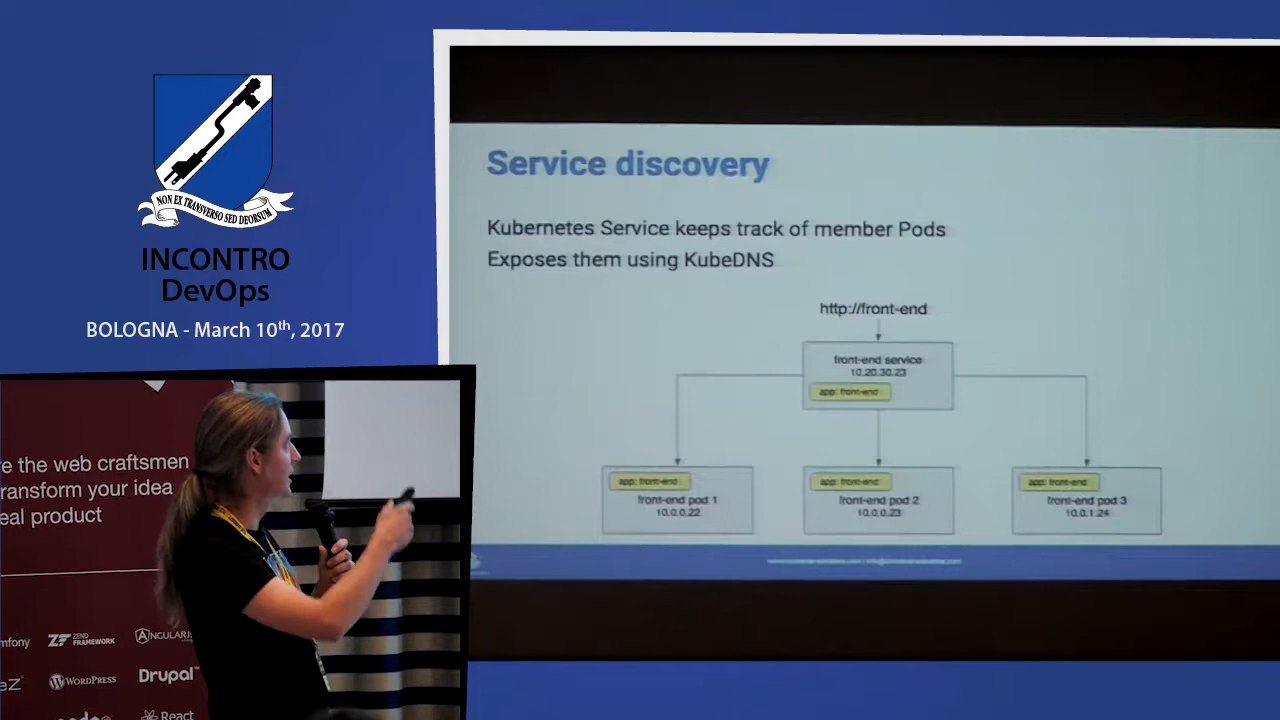 NON EX TRANSVERSO SED DEORSUM
INCONTRO
DevOps
BOLOGNA - March 10th, 2017
Service discovery
Kubernetes Service keeps track of member Pods
Exposes them using KubeDNS
http://front-end
front-end service
10.20.30.23
app: front-end
app: front-end
front-end pod 1
10.0.0.22
app: front-end
front-end pod 2
10.0.0.23
app: front-end
front-end pod 3
10.0.1.24
re the web craftsmen
ransform your idea
eal product
mfony
ZEND
FRAMEWORK
ANGULARJS
eZ
WORDPRESS
Drupal
React